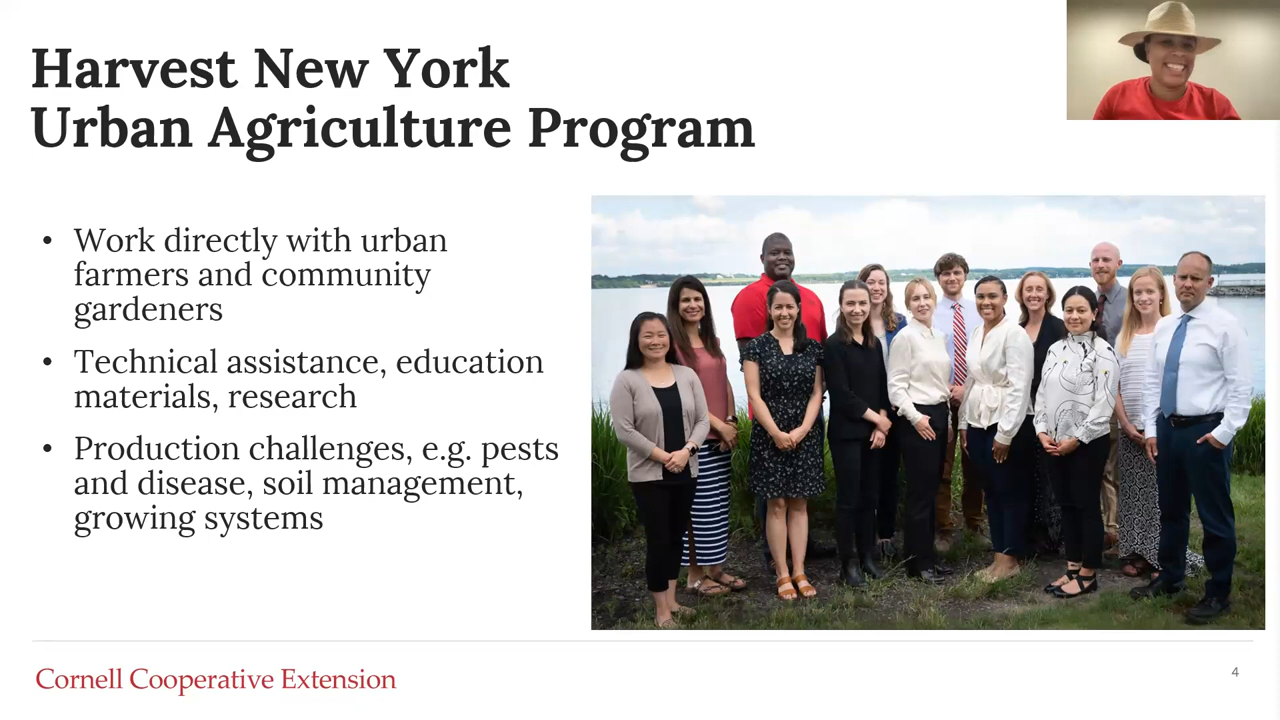 Harvest New York
Urban Agriculture Program
• Work directly with urban
farmers and community
gardeners
• Technical assistance, education
materials, research
• Production challenges, e.g. pests
and disease, soil management,
growing systems
Cornell Cooperative Extension
4